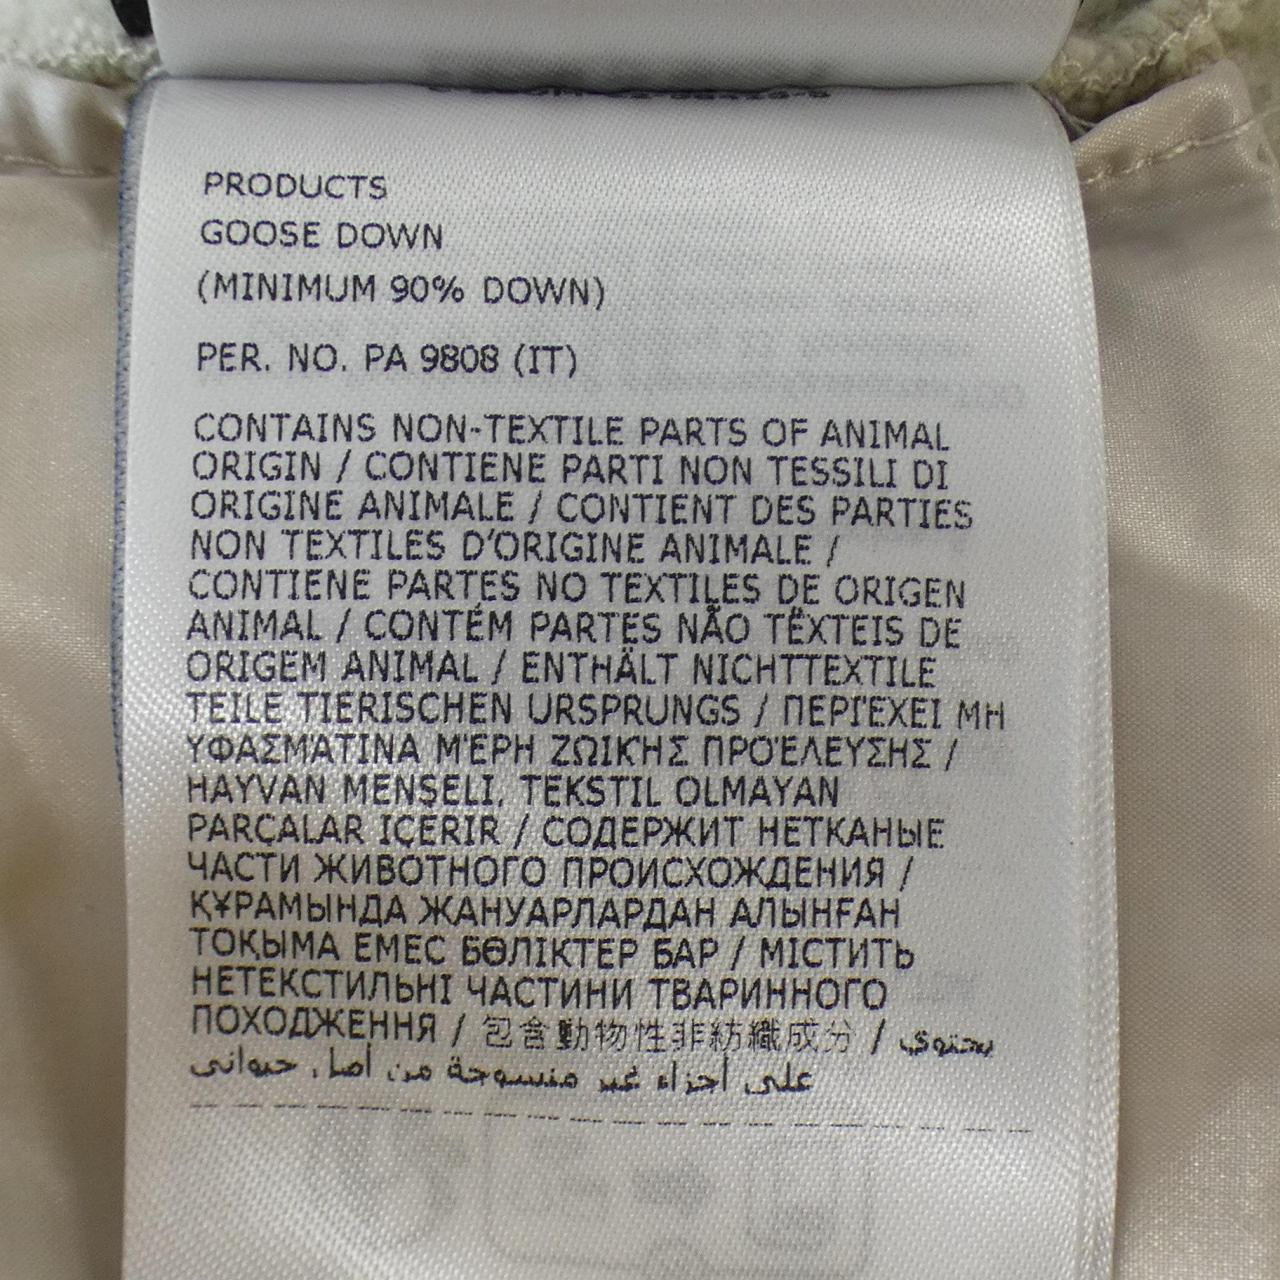 PRODUCTS
GOOSE DOWN
(MINIMUM 90% DOWN)
PER. NO. PA 9808 (IT)
CONTAINS NON-TEXTILE PARTS OF ANIMAL
ORIGIN / CONTIENE PARTI NON TESSILI DI
ORIGINE ANIMALE / CONTIENT DES PARTIES
NON TEXTILES D'ORIGINE ANIMALE /
CONTIENE PARTES NO TEXTILES DE ORIGEN
ANIMAL / CONTÉM PARTES NÃO TËXTEIS DE
ORIGEM ANIMAL / ENTHÄLT NICHTTEXTILE
TEILE TIERISCHEN URSPRUNGS / ΠΕΡΙΈΧΕΙ ΜΗ
ΥΦΑΣΜΆΤΙΝΑ ΜΈΡΗ ΖΩΙΚΉΣ ΠΡΟΈΛΕΥΣΗΣ /
HAYVAN MENŞELI, TEKSTIL OLMAYAN
PARÇALAR IÇERIR / СОДЕРЖИТ НЕТКАНЫЕ
ЧАСТИ ЖИВОТНОГО ПРОИСХОЖДЕНИЯ /
ҚҰРАМЫНДА ЖАНУАРЛАРДАН АЛЫНҒАН
ТОҚЫМА ЕМЕС БӨЛІКТЕР БАР / МІСТИТЬ
НЕТЕКСТИЛЬНІ ЧАСТИНИ ТВАРИННОГО
ПОХОДЖЕННЯ / 包含動物性非紡織成分 / يحتوي
على أجزاء غير منسوجة من أصل حيواني